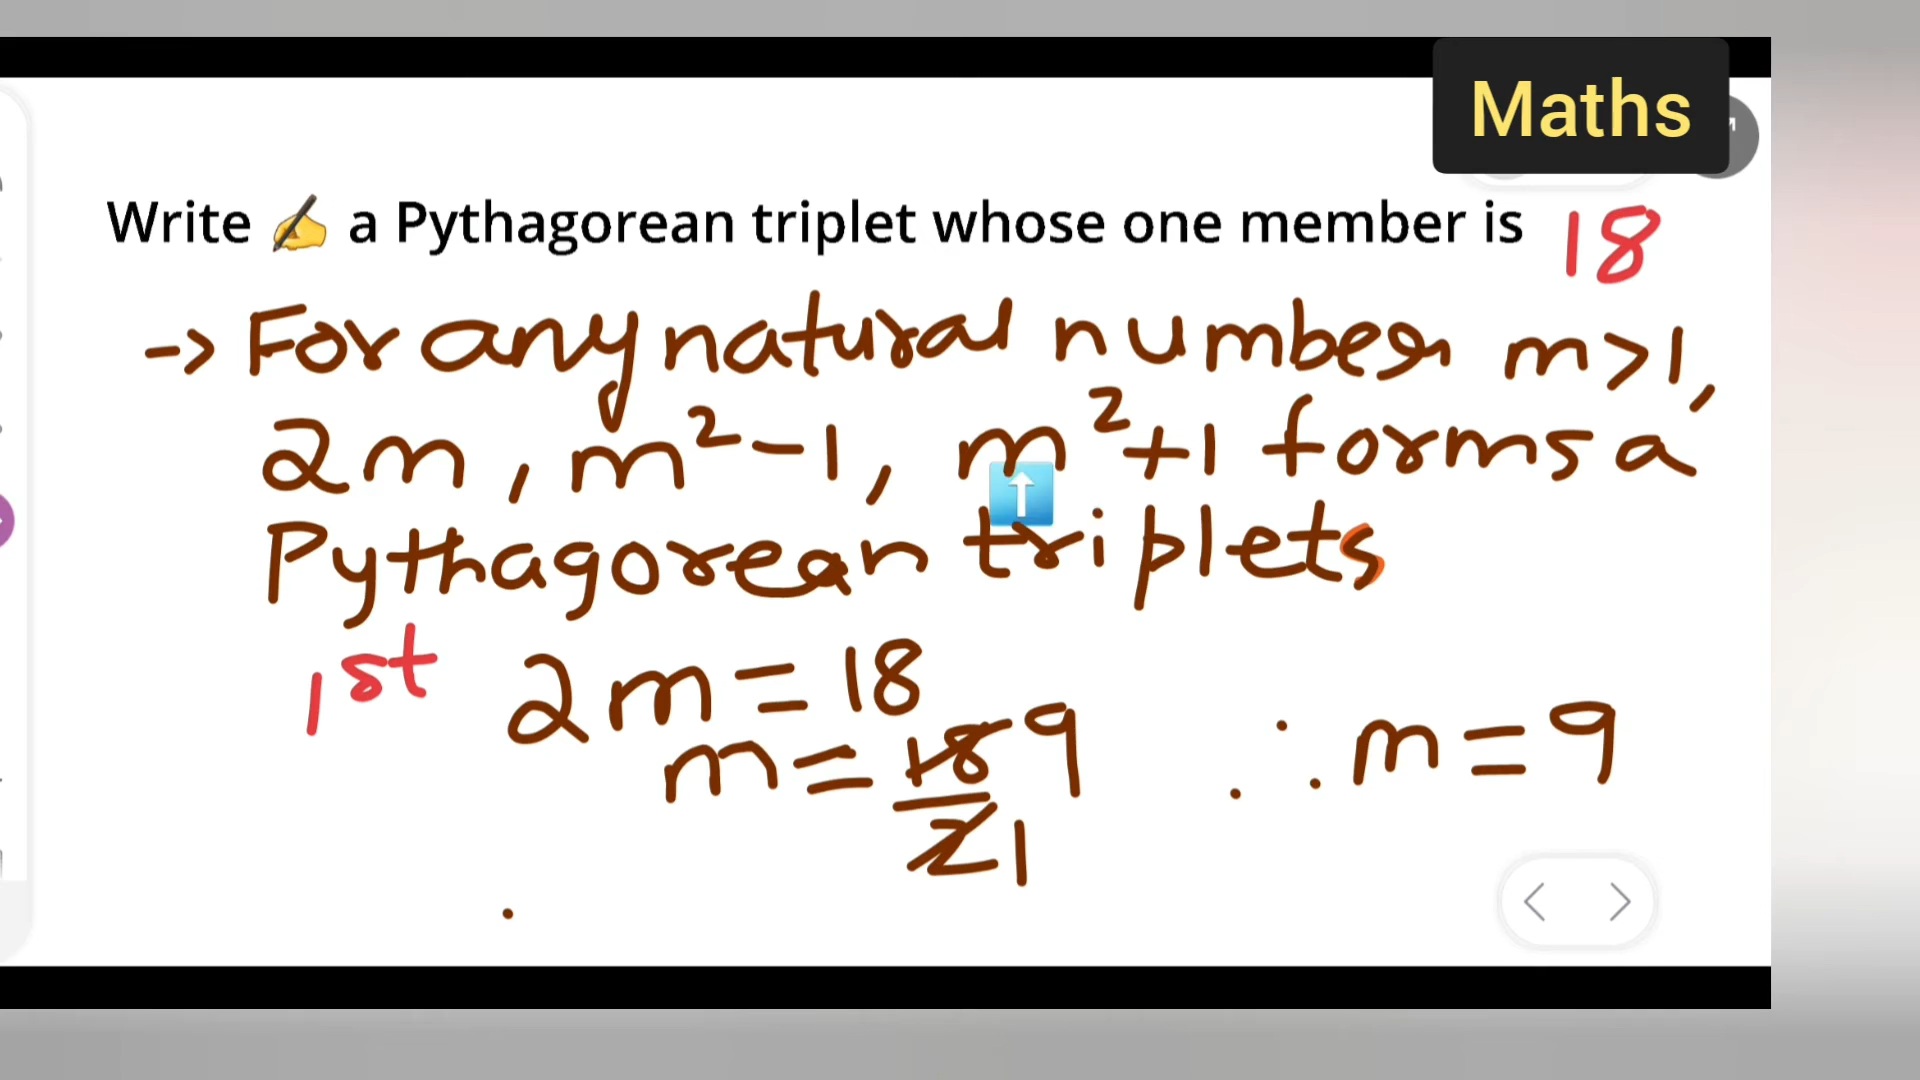 Maths
Write ✍ a Pythagorean triplet whose one member is 18
-> For any natural number m>1,
2m, m²-1, m²+1 forms a
Pythagorean triplets
1st 2m=18
m=18/2 9 1 ∴ m=9